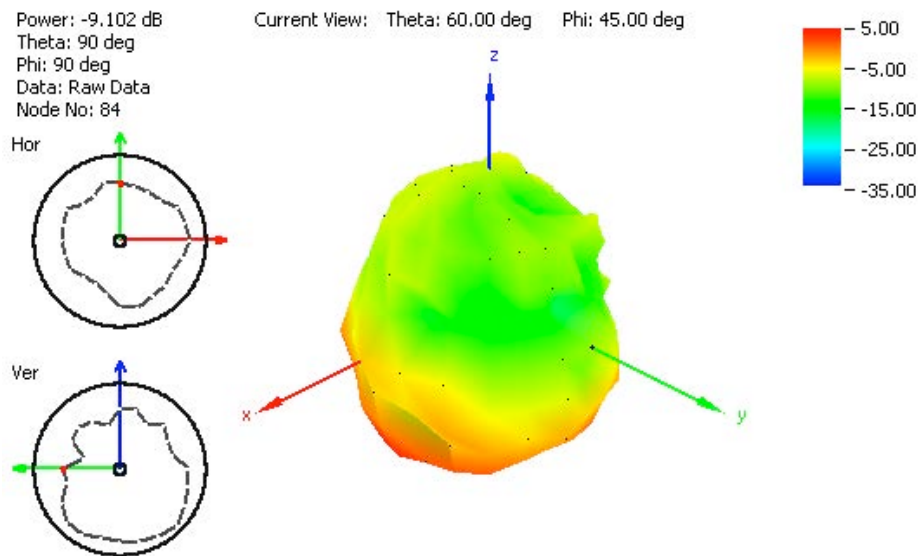 Power: -9.102 dB
Theta: 90 deg
Phi: 90 deg
Data: Raw Data
Node No: 84
Current View: Theta: 60.00 deg Phi: 45.00 deg
5.00
-5.00
-15.00
-25.00
-35.00
Hor
Ver
z
x
y